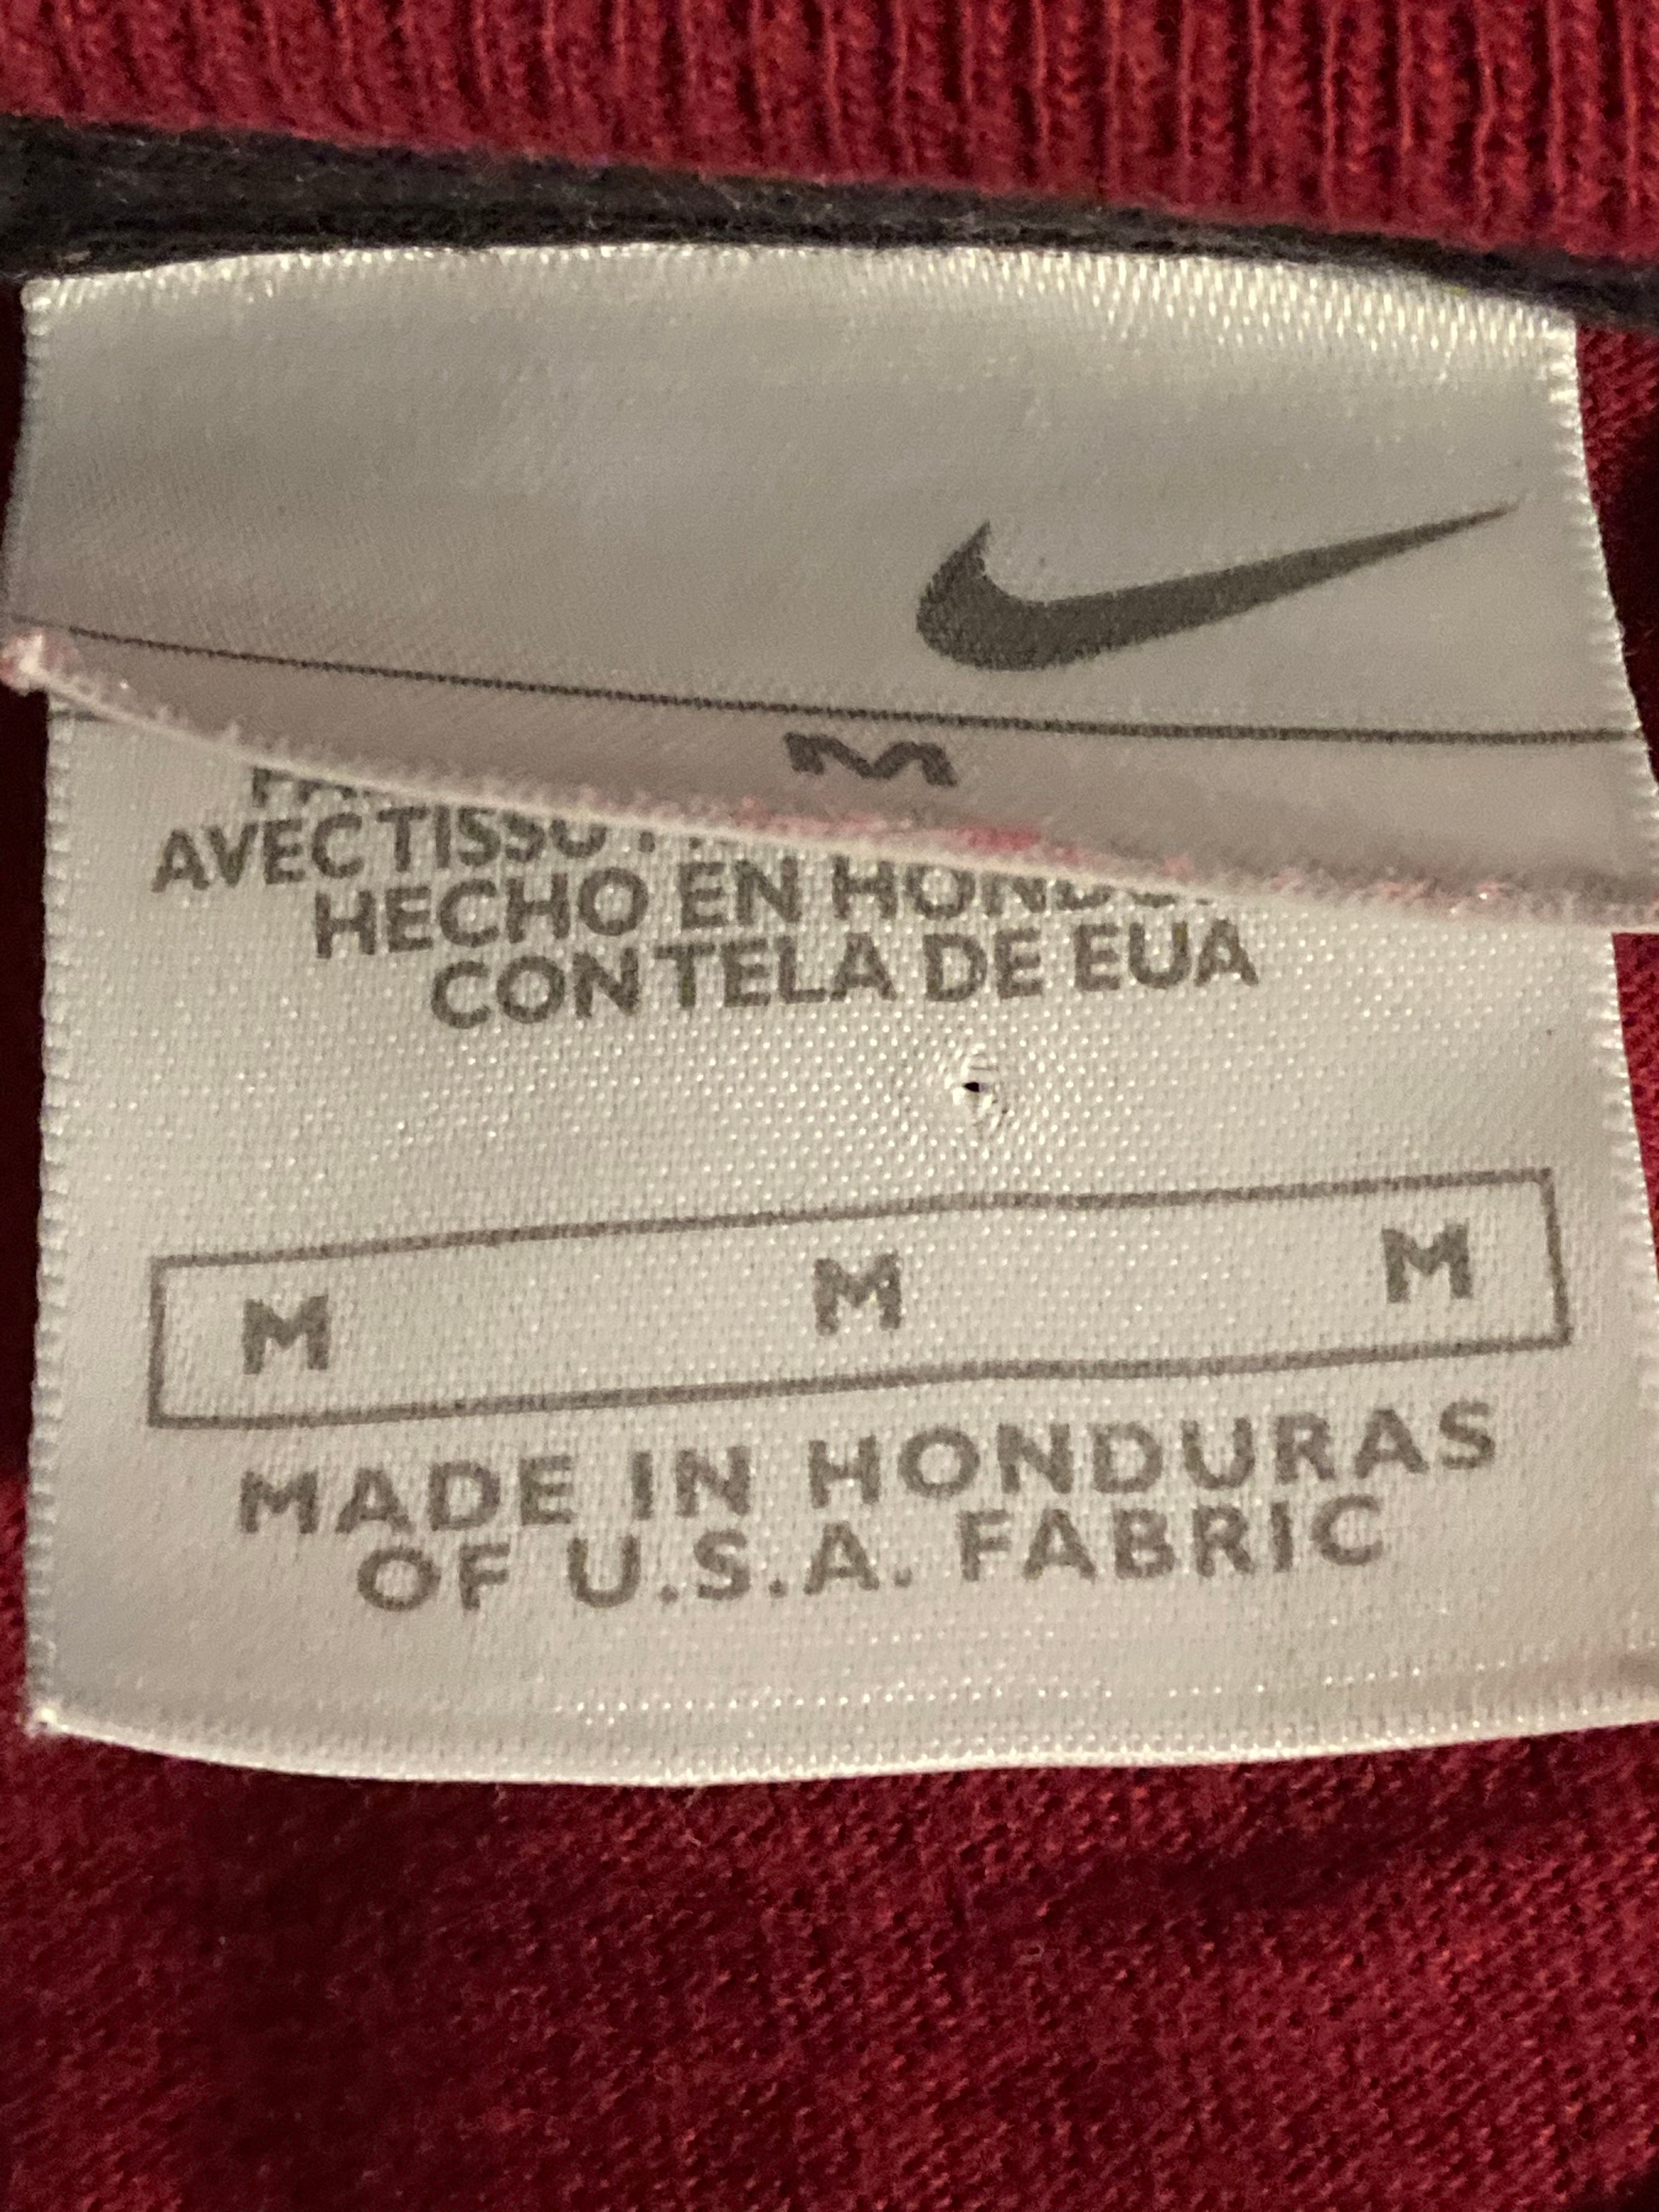 M
AVEC TISSU
HECHO EN
CON TELA DE EUA
M M M
MADE IN HONDURAS
OF U.S.A. FABRIC